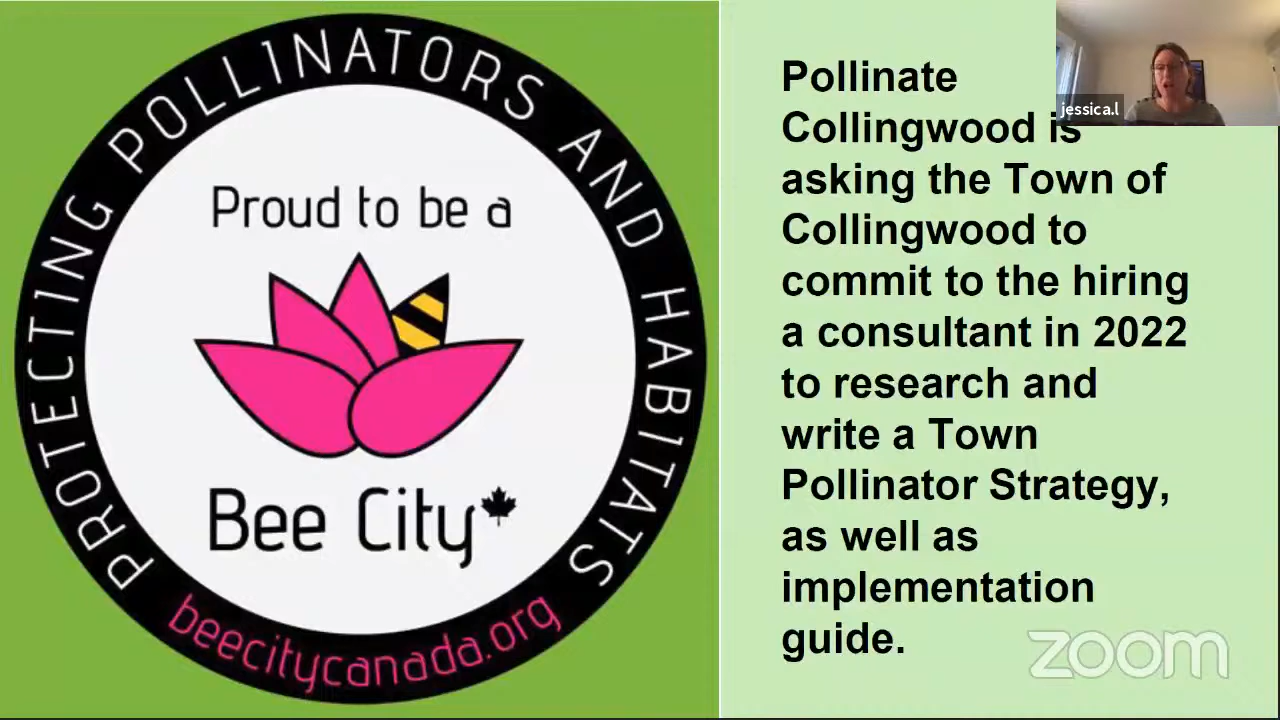 PROTECTING POLLINATORS AND HABITATS
Proud to be a
Bee City
beecitycanada.org
Pollinate
Collingwood is
asking the Town of
Collingwood to
commit to the hiring
a consultant in 2022
to research and
write a Town
Pollinator Strategy,
as well as
implementation
guide.
jessica.l
zoom